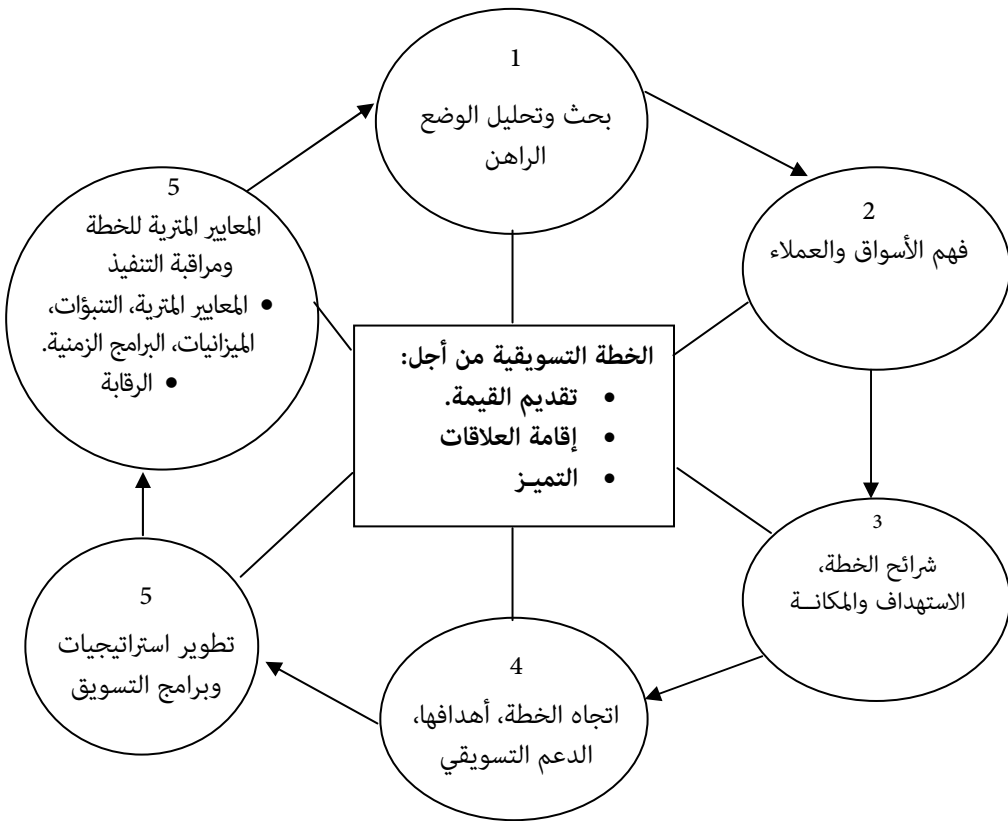 1
بحث وتحليل الوضع
الراهن
2
فهم الأسواق والعملاء
3
شرائح الخطة،
الاستهداف والمكانــة
4
اتجاه الخطة، أهدافها،
الدعم التسويقي
5
تطوير استراتيجيات
وبرامج التسويق
5
المعايير المترية للخطة
ومراقبة التنفيذ
• المعايير المترية، التنبؤات،
الميزانيات، البرامج الزمنية.
• الرقابة
الخطة التسويقية من أجل:
• تقديم القيمة.
• إقامة العلاقات
• التميـز